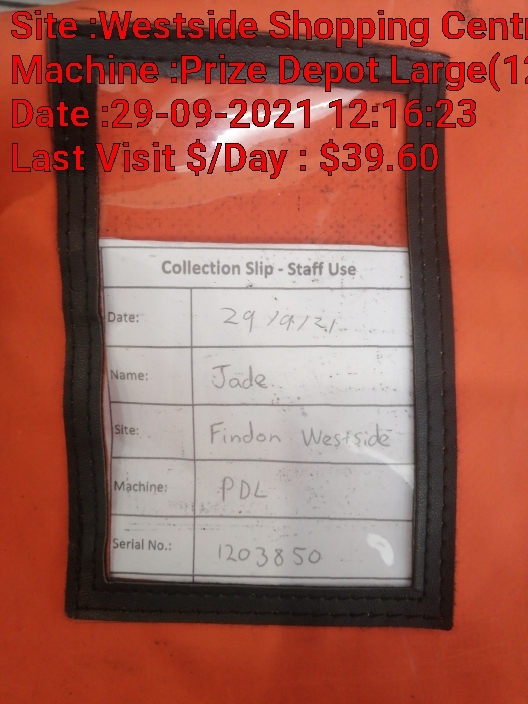 Site :Westside Shopping Centr
Machine :Prize Depot Large(12
Date :29-09-2021 12:16:23
Last Visit $/Day : $39.60
Collection Slip - Staff Use
Date: 29/9/21
Name: Jade
Site: Findon Westside
Machine: PDL
Serial No.: 1203850